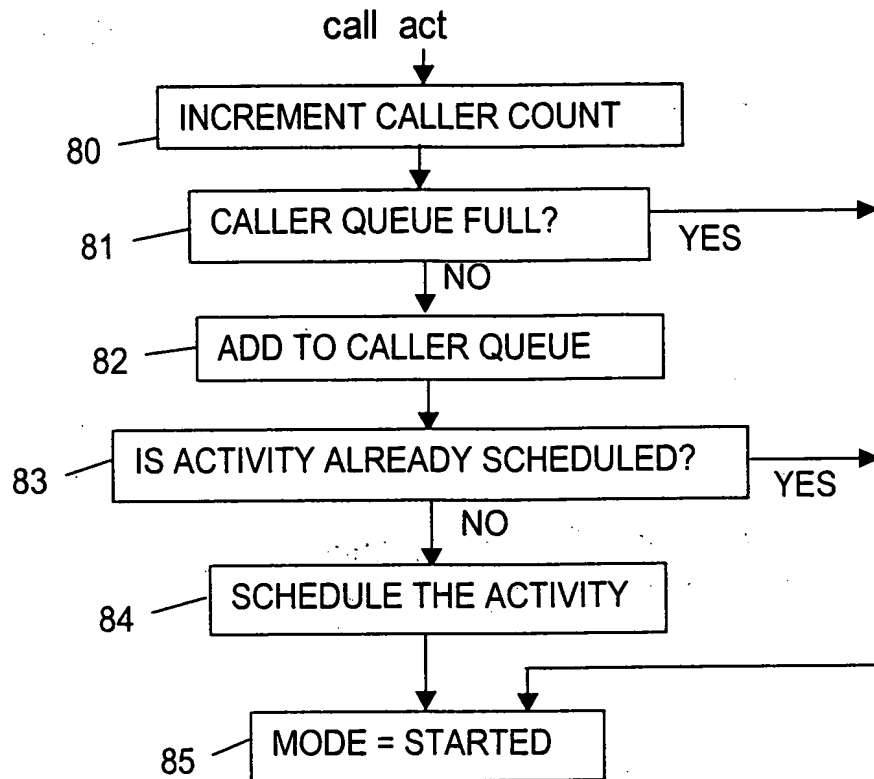 call act
INCREMENT CALLER COUNT
80
CALLER QUEUE FULL?
81
YES
NO
ADD TO CALLER QUEUE
82
IS ACTIVITY ALREADY SCHEDULED?
83
YES
NO
SCHEDULE THE ACTIVITY
84
MODE = STARTED
85